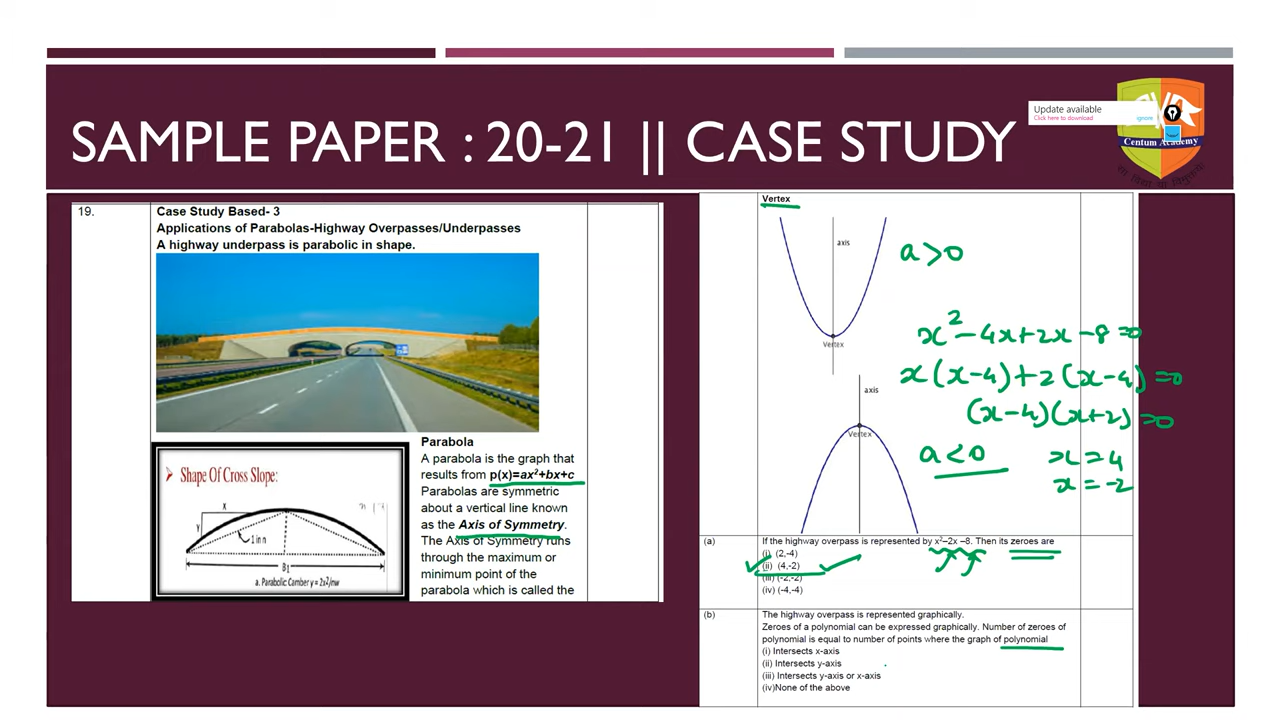 SAMPLE PAPER : 20-21 || CASE STUDY
Update available
Click here to download
ignore
Centum Academy
19.
Case Study Based- 3
Applications of Parabolas-Highway Overpasses/Underpasses
A highway underpass is parabolic in shape.
Shape Of Cross Slope:
X
Y
1 in n
B
a. Parabolic Camber y = 2x²/nw
Parabola
A parabola is the graph that
results from p(x)=ax²+bx+c
Parabolas are symmetric
about a vertical line known
as the Axis of Symmetry.
The Axis of Symmetry runs
through the maximum or
minimum point of the
parabola which is called the
Vertex
axis
a>0
Vertex
x²-4x+2x-8=0
x(x-4)+2(x-4)=0
(x-4)(x+2)=0
axis
Vertex
a<0
x=4
x=-2
(a)
If the highway overpass is represented by x²–2x –8. Then its zeroes are
(i) (2,-4)
(ii) (4,-2)
(iii) (-2,-2)
(iv) (-4,-4)
(b)
The highway overpass is represented graphically.
Zeroes of a polynomial can be expressed graphically. Number of zeroes of
polynomial is equal to number of points where the graph of polynomial
(i) Intersects x-axis
(ii) Intersects y-axis
(iii) Intersects y-axis or x-axis
(iv)None of the above